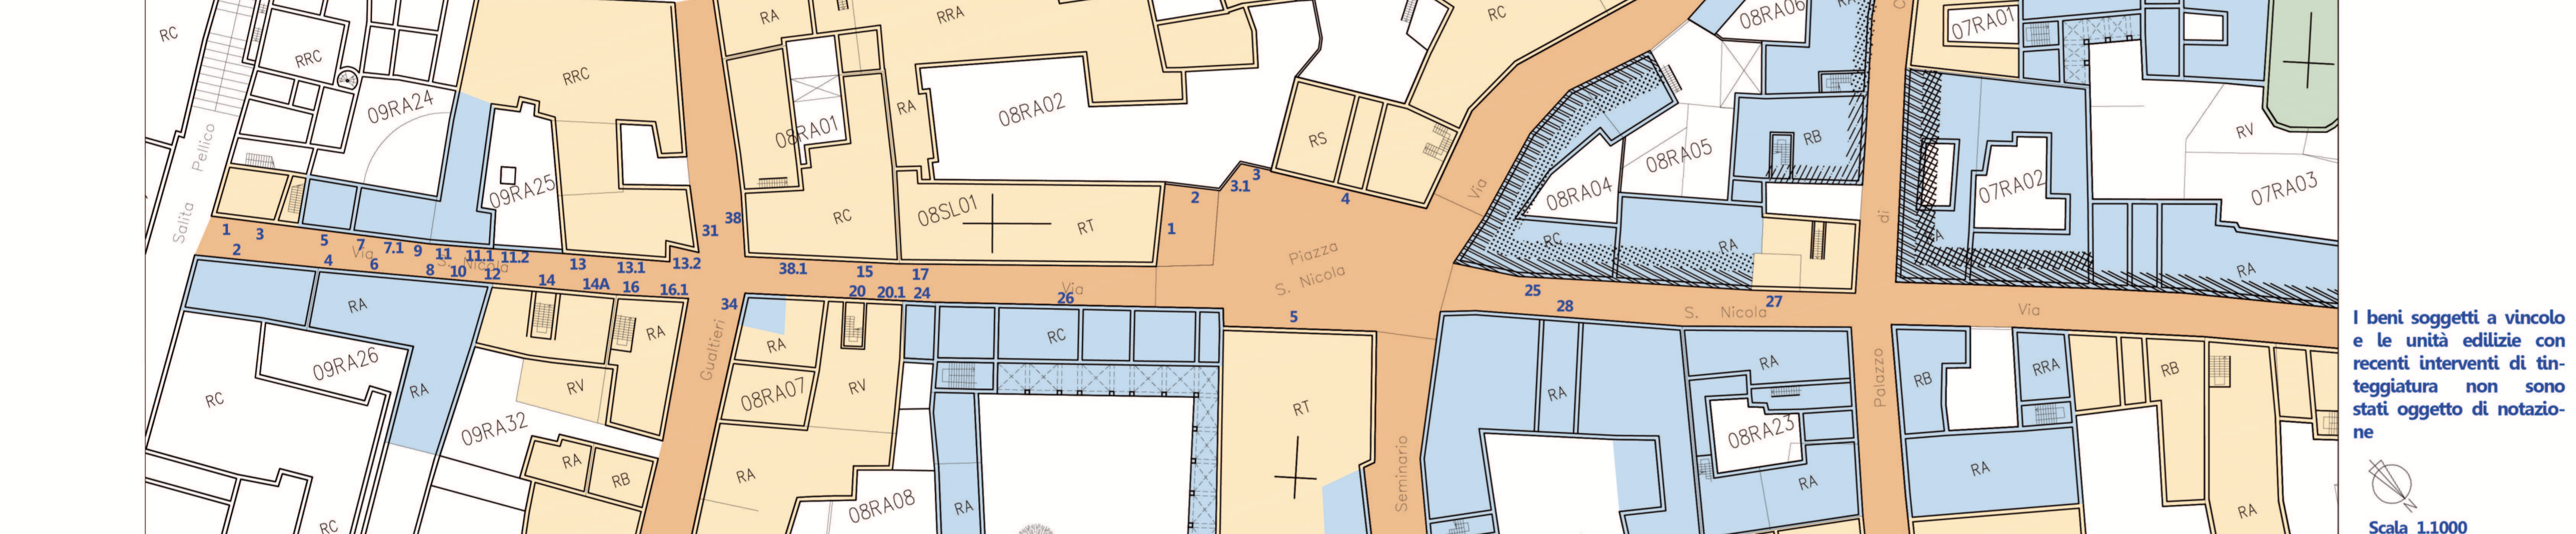 RC
RRC
09RA24
RRC
RA
RRA
RC
08RA06
RA
C
07RA01
Salita Pellico
09RA25
08RA01
RA
08RA02
RS
08RA05
RB
RV
08RA04
07RA02
07RA03
RC
08SL01
RT
RC
RA
RA
RA
1
3
5
7
7.1
9
11
11.1
11.2
13
13.1
13.2
31
38
38.1
15
17
1
2
3.1
3
4
Via S. Nicola
Via
Piazza
S. Nicola
Via
di
S. Nicola
Via
2
4
6
8
10
12
14
14A
16
16.1
34
20
20.1
24
26
5
25
28
27
RA
09RA26
RC
RA
RC
09RA32
RV
RA
RA
RB
Gualtieri
RA
08RA07
RV
RA
08RA08
RC
RA
RT
Seminario
RA
RA
08RA23
RA
Palazzo
RB
RRA
RB
RA
RA
I beni soggetti a vincolo
e le unità edilizie con
recenti interventi di tin-
teggiatura non sono
stati oggetto di notazio-
ne
N
Scala 1.1000